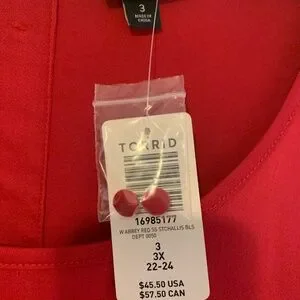 3
MADE IN
CHINA
TORRID
16985177
W ABBEY RED SS STCHALLIS BLS
DEPT 0050
3
3X
22-24
$45.50 USA
$57.50 CAN